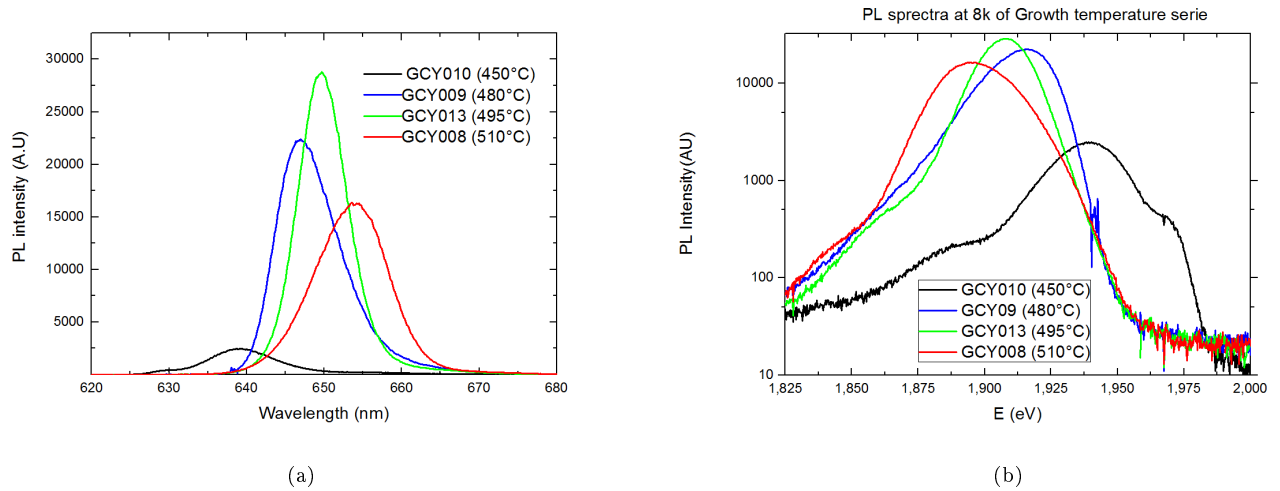 30000
25000
20000
15000
10000
5000
PL intensity (A.U)
GCY010 (450°C)
GCY009 (480°C)
GCY013 (495°C)
GCY008 (510°C)
620
630
640
650
660
670
680
Wavelength (nm)
(a)
PL sprectra at 8k of Growth temperature serie
10000
1000
100
10
PL Intensity(AU)
GCY010 (450°C)
GCY09 (480°C)
GCY013 (495°C)
GCY008 (510°C)
1,825
1,850
1,875
1,900
1,925
1,950
1,975
2,000
E (eV)
(b)